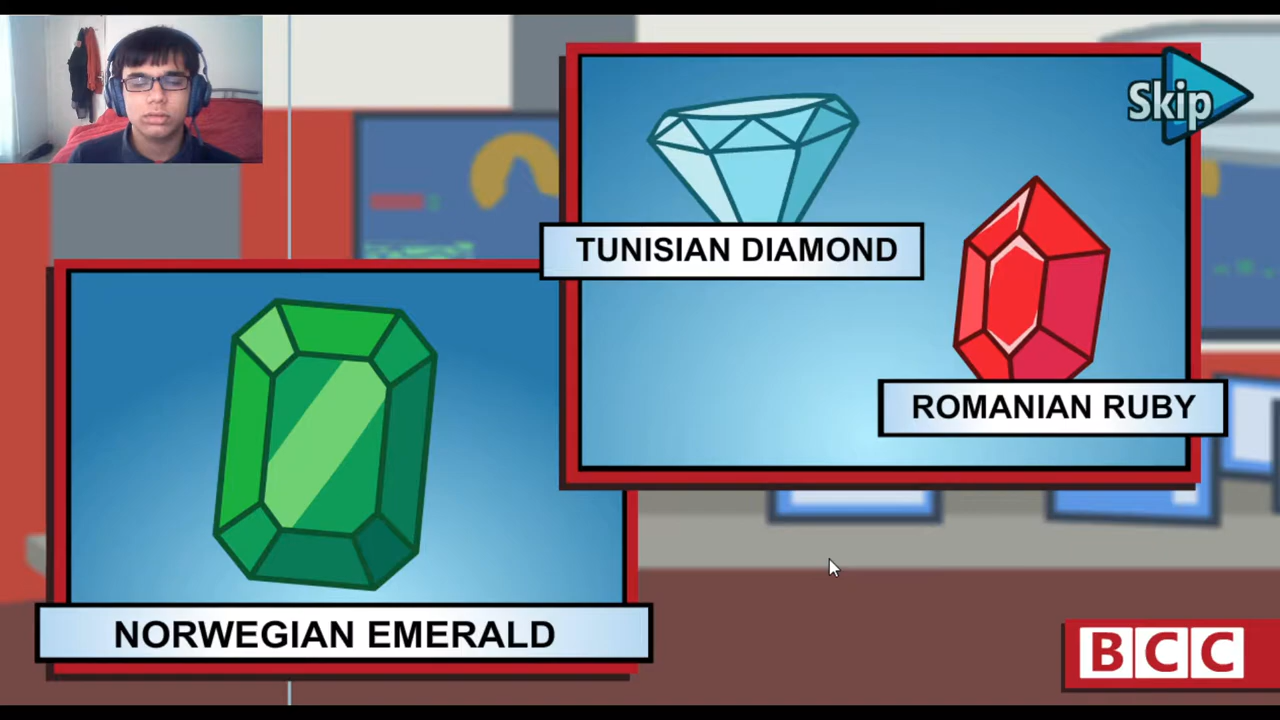 Skip
TUNISIAN DIAMOND
ROMANIAN RUBY
NORWEGIAN EMERALD
BCC